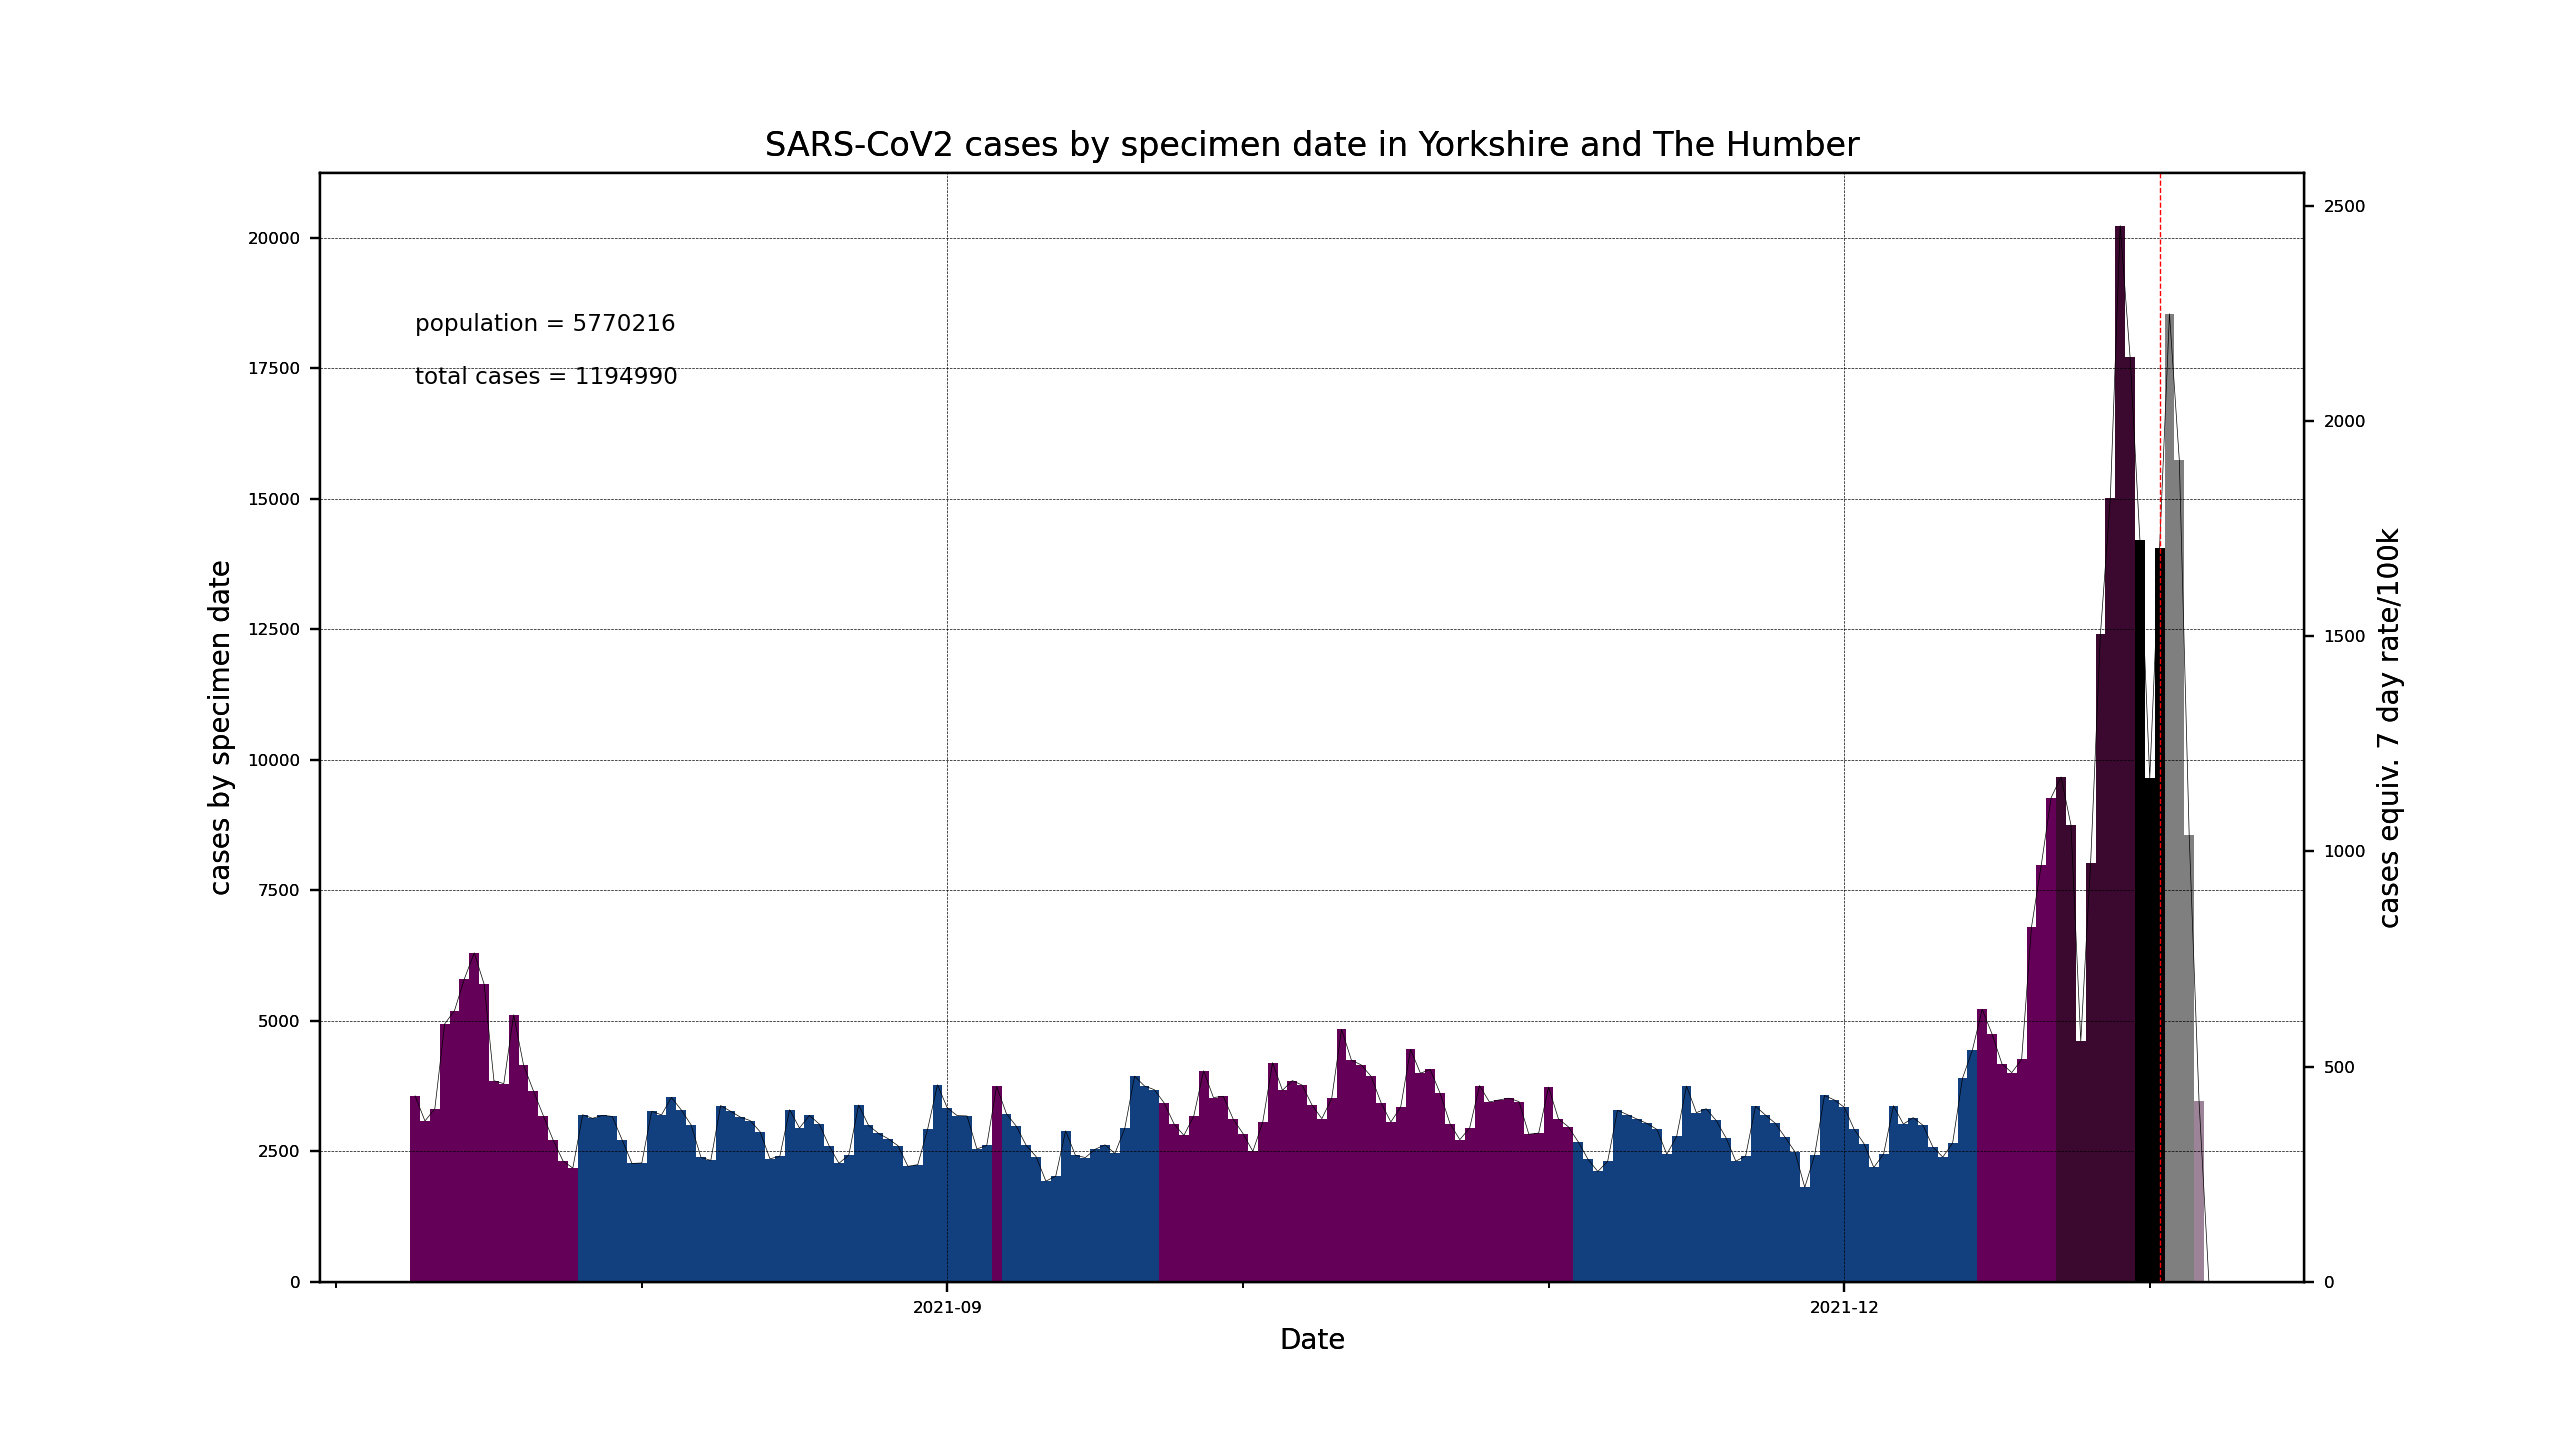 SARS-CoV2 cases by specimen date in Yorkshire and The Humber
population = 5770216
total cases = 1194990
cases by specimen date
20000
17500
15000
12500
10000
7500
5000
2500
0
2500
2000
1500
1000
500
0
cases equiv. 7 day rate/100k
2021-09
2021-12
Date